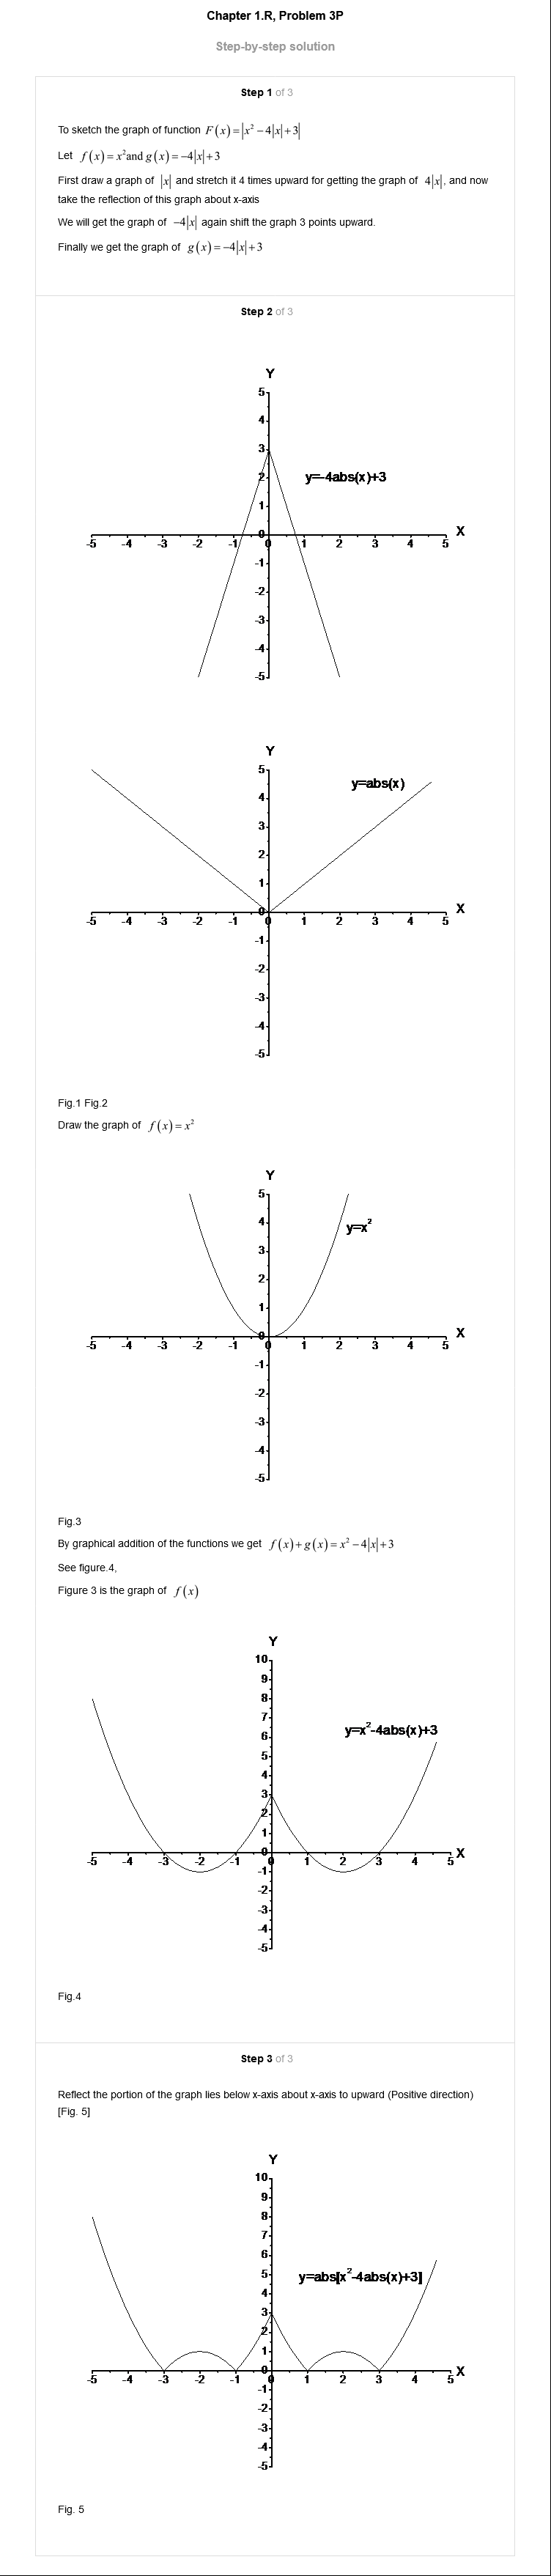 Chapter 1.R, Problem 3P
Step-by-step solution
Step 1 of 3
To sketch the graph of function F(x)=|x²−4|x|+3|
Let f(x)=x²and g(x)=−4|x|+3
First draw a graph of |x| and stretch it 4 times upward for getting the graph of 4|x|, and now
take the reflection of this graph about x-axis
We will get the graph of −4|x| again shift the graph 3 points upward.
Finally we get the graph of g(x)=−4|x|+3
Step 2 of 3
Y
5
4
3
y=-4abs(x)+3
2
1
0
X
-5 -4 -3 -2 -1 0 1 2 3 4 5
-1
-2
-3
-4
-5
Y
5
y=abs(x)
4
3
2
1
0
X
-5 -4 -3 -2 -1 0 1 2 3 4 5
-1
-2
-3
-4
-5
Fig.1 Fig.2
Draw the graph of f(x)=x²
Y
5
4
y=x²
3
2
1
0
X
-5 -4 -3 -2 -1 0 1 2 3 4 5
-1
-2
-3
-4
-5
Fig.3
By graphical addition of the functions we get f(x)+g(x)=x²−4|x|+3
See figure.4,
Figure 3 is the graph of f(x)
Y
10
9
8
7
y=x²-4abs(x)+3
6
5
4
3
2
1
0
X
-5 -4 -3 -2 -1 0 1 2 3 4 5
-1
-2
-3
-4
-5
Fig.4
Step 3 of 3
Reflect the portion of the graph lies below x-axis about x-axis to upward (Positive direction)
[Fig. 5]
Y
10
9
8
7
6
5
y=abs[x²-4abs(x)+3]
4
3
2
1
0
X
-5 -4 -3 -2 -1 0 1 2 3 4 5
-1
-2
-3
-4
-5
Fig. 5